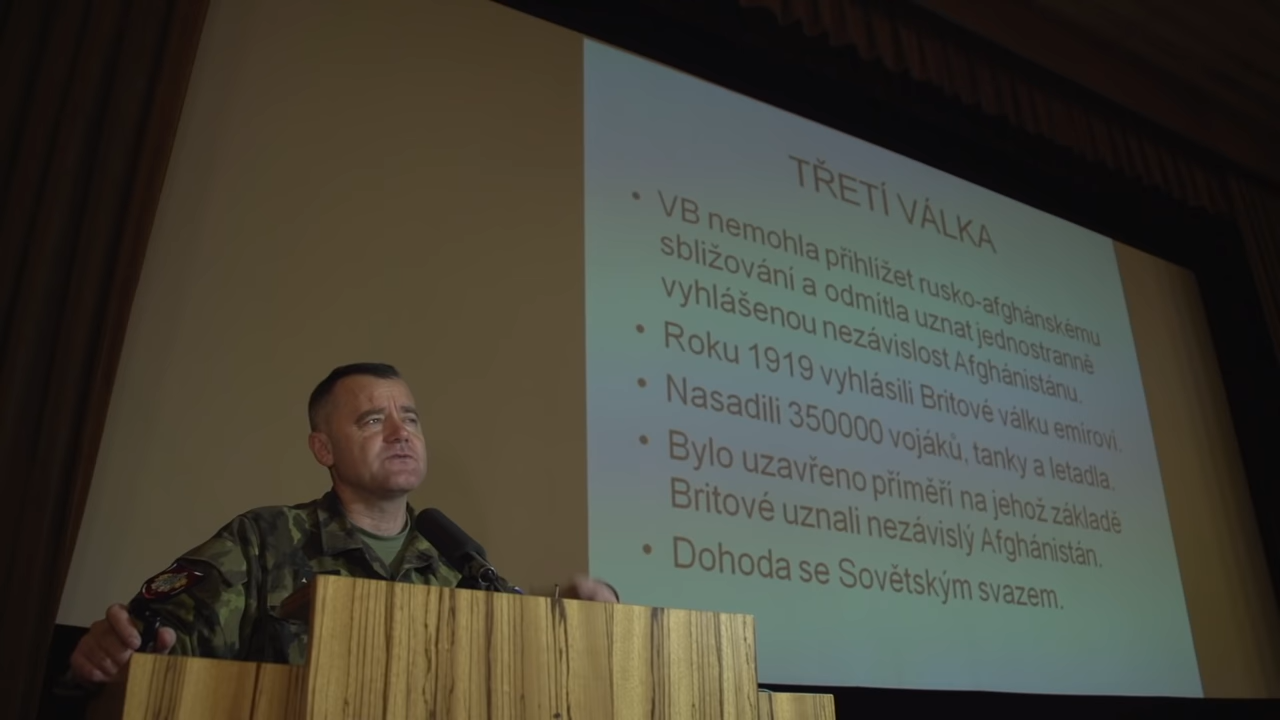 TŘETÍ VÁLKA
• VB nemohla přihlížet rusko-afghánskému
sbližování a odmítla uznat jednostranně
vyhlášenou nezávislost Afghánistánu.
• Roku 1919 vyhlásili Britové válku emírovi.
• Nasadili 350000 vojáků, tanky a letadla.
• Bylo uzavřeno příměří na jehož základě
Britové uznali nezávislý Afghánistán.
• Dohoda se Sovětským svazem.